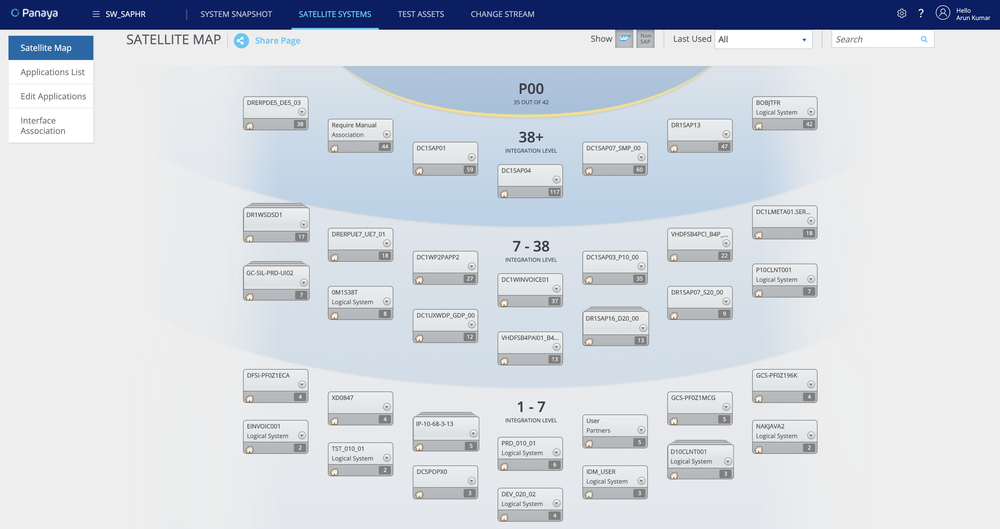 Panaya
SW_SAPHR
SYSTEM SNAPSHOT
SATELLITE SYSTEMS
TEST ASSETS
CHANGE STREAM
?
Hello
Arun Kumar
Satellite Map
Applications List
Edit Applications
Interface
Association
SATELLITE MAP
Share Page
Show
SAP
Non
SAP
Last Used
All
Search
P00
35 OUT OF 42
DRERPDE5_DE5_03
38
Require Manual
Association
44
DC1SAP01
59
38+
INTEGRATION LEVEL
DC1SAP04
117
DC1SAP07_SMP_00
60
DR1SAP13
47
BOBJTFR
Logical System
42
DR1WSDSD1
17
DRERPUE7_UE7_01
18
DC1WP2PAPP2
27
7 - 38
INTEGRATION LEVEL
DC1WINVOICE01
37
DC1SAP03_P10_00
35
VHDFSB4PCI_B4P_...
22
DC1LMETA01.SER...
18
GC-SIL-PRD-UI02
7
0M1S38T
Logical System
8
DC1UXWDP_GDP_00
12
VHDFSB4PAI01_B4...
13
DR1SAP16_D20_00
13
DR1SAP07_S20_00
9
P10CLNT001
Logical System
7
DFSI-PF0Z1ECA
4
XD0847
4
IP-10-68-3-13
5
1 - 7
INTEGRATION LEVEL
PRD_010_01
Logical System
6
User
Partners
5
GCS-PF0Z1MCG
5
GCS-PF0Z196K
4
EINVOIC001
Logical System
2
TST_010_01
Logical System
2
DCSPOPX0
3
DEV_020_02
Logical System
4
IDM_USER
Logical System
3
D10CLNT001
Logical System
3
NAKJAVA2
Logical System
2